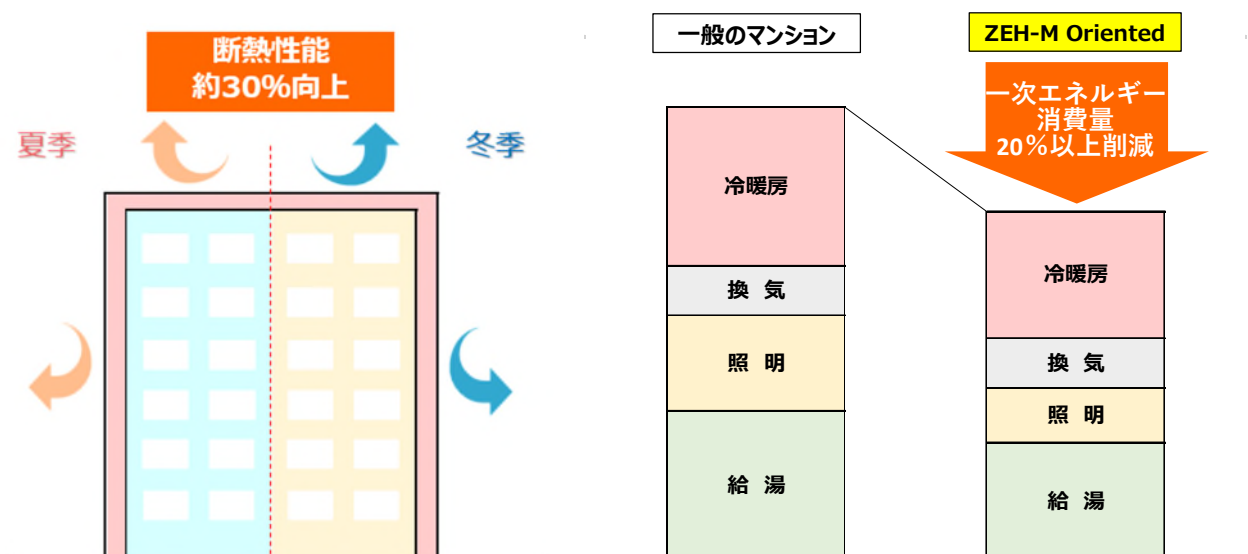 断熱性能
約30%向上
夏季
冬季
一般のマンション
ZEH-M Oriented
一次エネルギー
消費量
20%以上削減
冷暖房
換 気
照 明
給 湯
冷暖房
換 気
照 明
給 湯